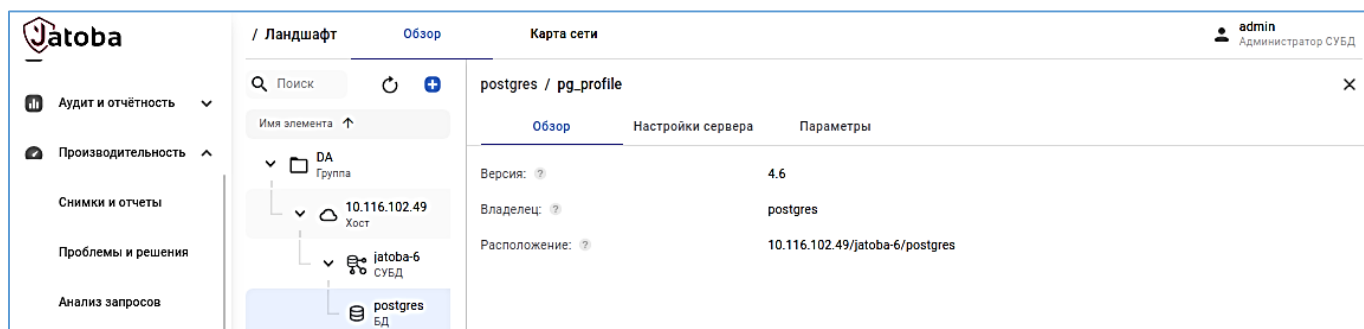 Jatoba
Аудит и отчётность
Производительность
Снимки и отчеты
Проблемы и решения
Анализ запросов
/ Ландшафт
Обзор
Карта сети
admin
Администратор СУБД
Поиск
Имя элемента
DA
Группа
10.116.102.49
Хост
jatoba-6
СУБД
postgres
БД
postgres / pg_profile
Обзор
Настройки сервера
Параметры
Версия: ?
4.6
Владелец: ?
postgres
Расположение: ?
10.116.102.49/jatoba-6/postgres